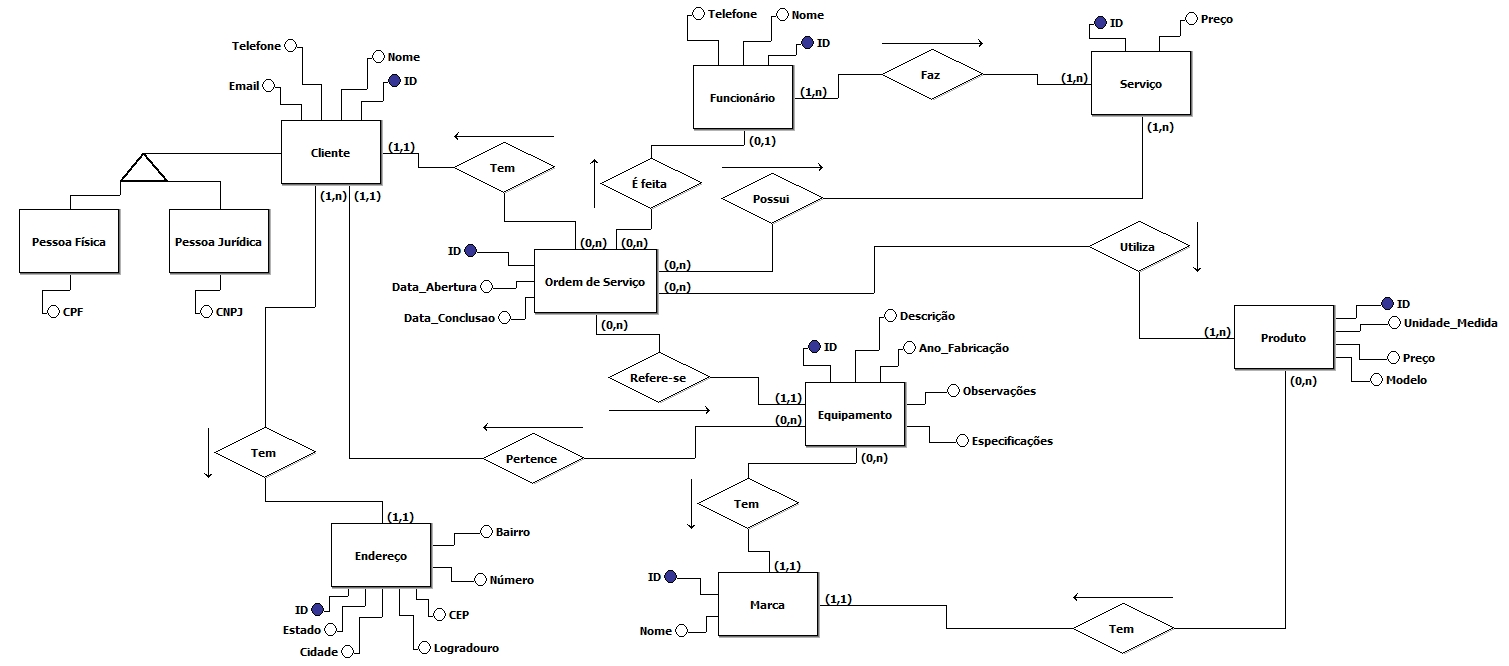 Telefone
Nome
ID
Preço
ID
Telefone
Nome
ID
Email
Faz
Funcionário
(1,n)
(1,n)
Serviço
(1,n)
(0,1)
Cliente
(1,1)
Tem
É feita
Possui
(1,n)
(1,1)
Pessoa Física
Pessoa Jurídica
CPF
CNPJ
ID
(0,n)
(0,n)
Data_Abertura
Ordem de Serviço
(0,n)
(0,n)
Data_Conclusao
(0,n)
Utiliza
(1,n)
Produto
ID
Unidade_Medida
Preço
Modelo
(0,n)
Refere-se
ID
Descrição
Ano_Fabricação
(1,1)
(0,n)
Equipamento
Observações
Especificações
(0,n)
Tem
Pertence
Tem
(1,1)
Endereço
Bairro
Número
ID
Estado
Cidade
CEP
Logradouro
(1,1)
ID
Marca
(1,1)
Nome
Tem